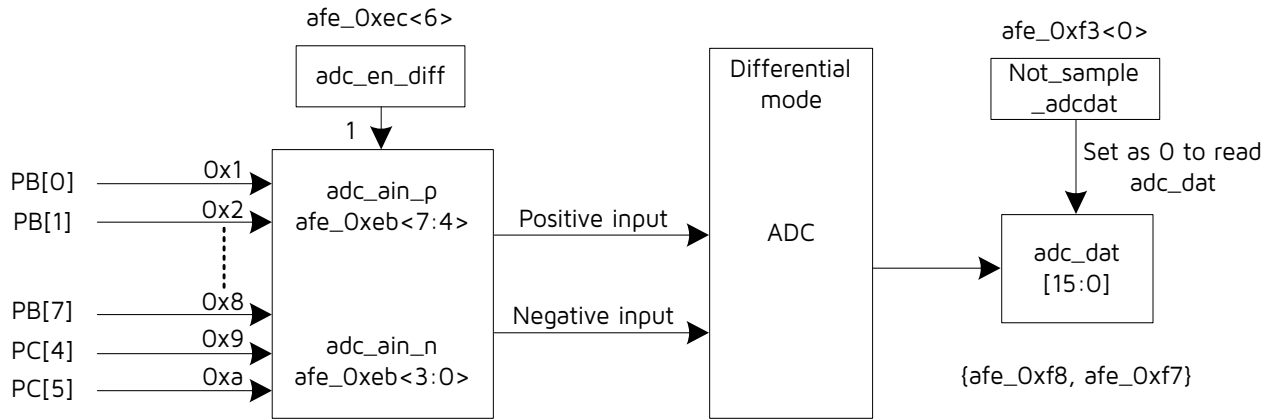 afe_0xec<6>
adc_en_diff
1
PB[0]
0x1
PB[1]
0x2
PB[7]
0x8
PC[4]
0x9
PC[5]
0xa
adc_ain_p
afe_0xeb<7:4>
adc_ain_n
afe_0xeb<3:0>
Positive input
Negative input
Differential
mode
ADC
afe_0xf3<0>
Not_sample
_adcdat
Set as 0 to read
adc_dat
adc_dat
[15:0]
{afe_0xf8, afe_0xf7}